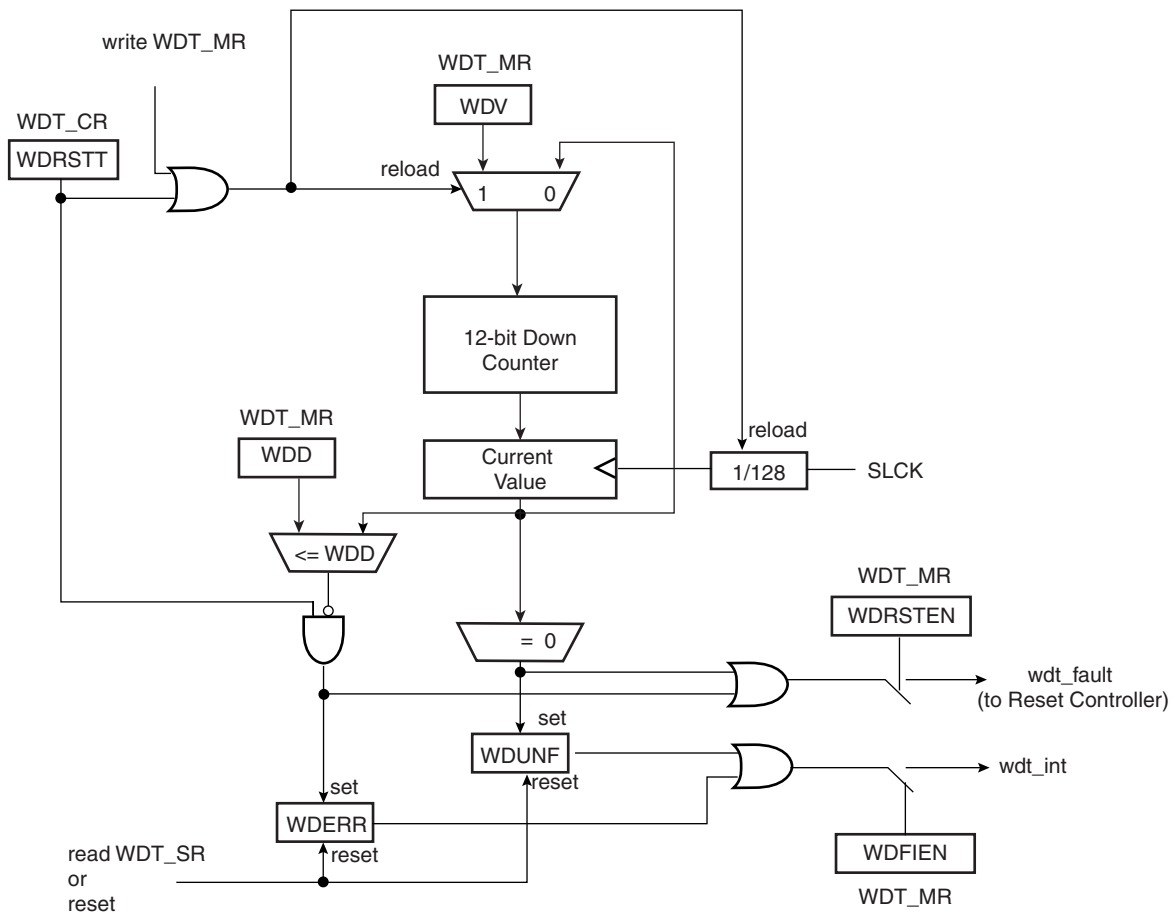 write WDT_MR
WDT_MR
WDV
WDT_CR
WDRSTT
reload
1 0
12-bit Down
Counter
WDT_MR
WDD
Current
Value
reload
1/128
SLCK
<= WDD
= 0
WDT_MR
WDRSTEN
wdt_fault
(to Reset Controller)
set
WDUNF
reset
wdt_int
set
WDERR
reset
read WDT_SR
or
reset
WDFIEN
WDT_MR